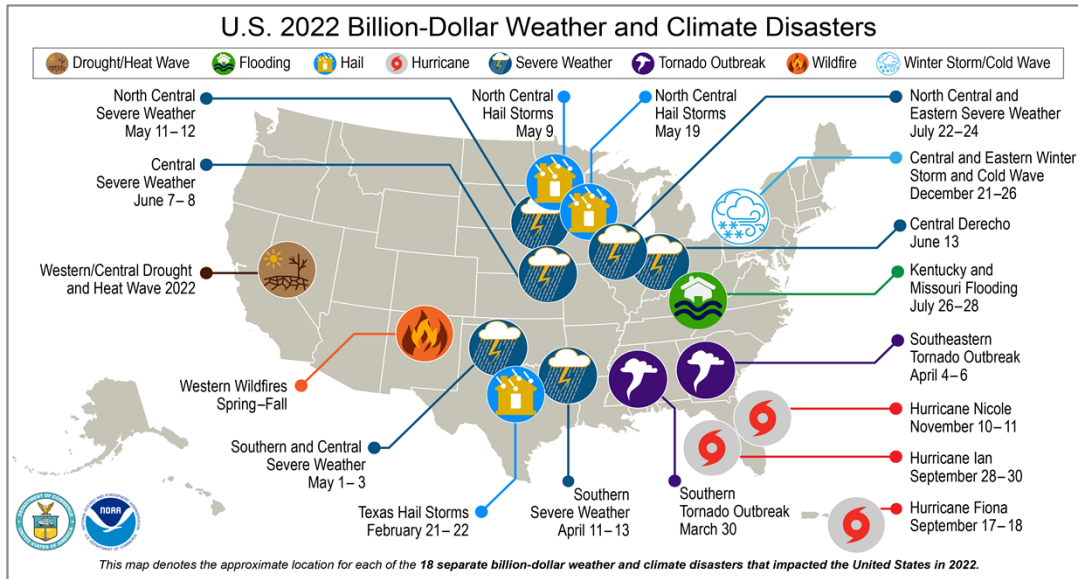 U.S. 2022 Billion-Dollar Weather and Climate Disasters
Drought/Heat Wave
Flooding
Hail
Hurricane
Severe Weather
Tornado Outbreak
Wildfire
Winter Storm/Cold Wave
North Central
Severe Weather
May 11–12
North Central
Hail Storms
May 9
North Central
Hail Storms
May 19
North Central and
Eastern Severe Weather
July 22–24
Central
Severe Weather
June 7–8
Central and Eastern Winter
Storm and Cold Wave
December 21–26
Central Derecho
June 13
Western/Central Drought
and Heat Wave 2022
Kentucky and
Missouri Flooding
July 26–28
Southeastern
Tornado Outbreak
April 4–6
Western Wildfires
Spring–Fall
Hurricane Nicole
November 10–11
Southern and Central
Severe Weather
May 1–3
Hurricane Ian
September 28–30
Texas Hail Storms
February 21–22
Southern
Severe Weather
April 11–13
Southern
Tornado Outbreak
March 30
Hurricane Fiona
September 17–18
DEPARTMENT OF COMMERCE
UNITED STATES OF AMERICA
NOAA
This map denotes the approximate location for each of the 18 separate billion-dollar weather and climate disasters that impacted the United States in 2022.